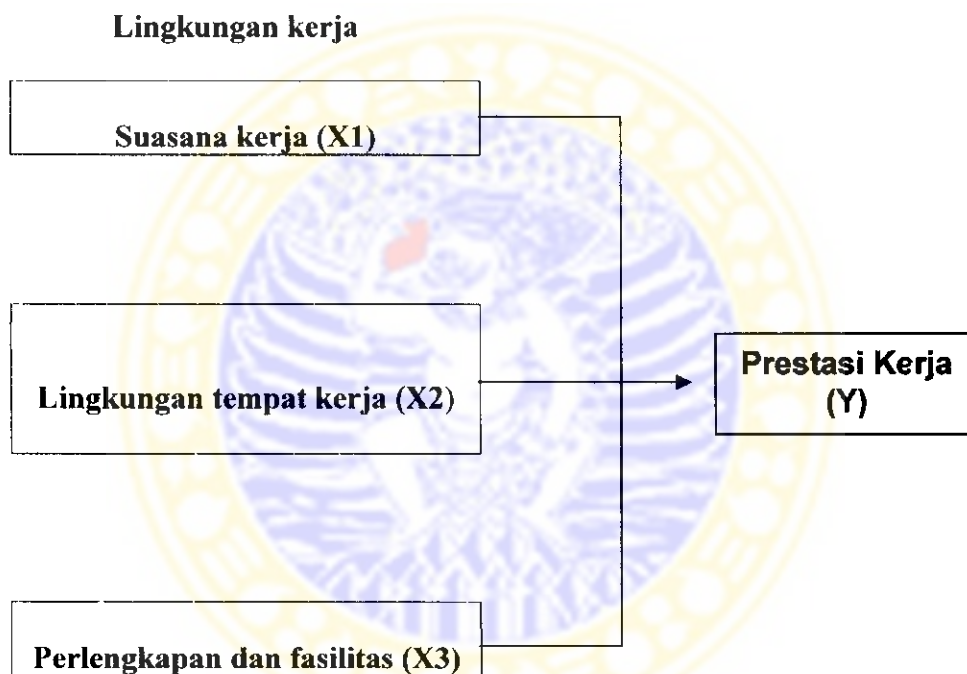 Lingkungan kerja
Suasana kerja (X1)
Lingkungan tempat kerja (X2)
Prestasi Kerja
(Y)
Perlengkapan dan fasilitas (X3)